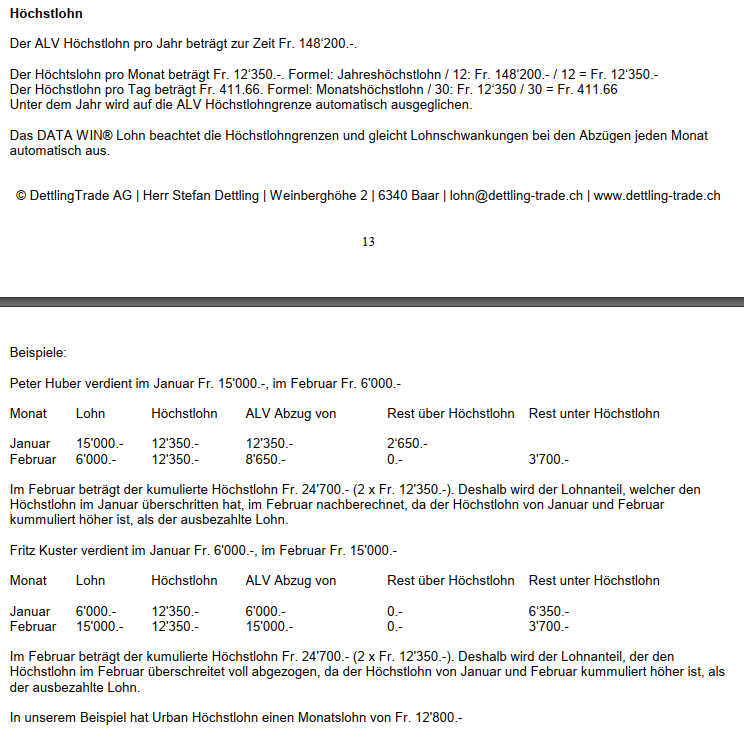 Höchstlohn
Der ALV Höchstlohn pro Jahr beträgt zur Zeit Fr. 148‘200.-.
Der Höchtslohn pro Monat beträgt Fr. 12‘350.-. Formel: Jahreshöchstlohn / 12: Fr. 148‘200.- / 12 = Fr. 12‘350.-
Der Höchstlohn pro Tag beträgt Fr. 411.66. Formel: Monatshöchstlohn / 30: Fr. 12‘350 / 30 = Fr. 411.66
Unter dem Jahr wird auf die ALV Höchstlohngrenze automatisch ausgeglichen.
Das DATA WIN® Lohn beachtet die Höchstlohngrenzen und gleicht Lohnschwankungen bei den Abzügen jeden Monat
automatisch aus.
© DettlingTrade AG | Herr Stefan Dettling | Weinberghöhe 2 | 6340 Baar | lohn@dettling-trade.ch | www.dettling-trade.ch
13
Beispiele:
Peter Huber verdient im Januar Fr. 15'000.-, im Februar Fr. 6'000.-
Monat Lohn Höchstlohn ALV Abzug von Rest über Höchstlohn Rest unter Höchstlohn
Januar 15'000.- 12'350.- 12'350.- 2‘650.-
Februar 6'000.- 12'350.- 8'650.- 0.- 3'700.-
Im Februar beträgt der kumulierte Höchstlohn Fr. 24'700.- (2 x Fr. 12'350.-). Deshalb wird der Lohnanteil, welcher den
Höchstlohn im Januar überschritten hat, im Februar nachberechnet, da der Höchstlohn von Januar und Februar
kummuliert höher ist, als der ausbezahlte Lohn.
Fritz Kuster verdient im Januar Fr. 6'000.-, im Februar Fr. 15'000.-
Monat Lohn Höchstlohn ALV Abzug von Rest über Höchstlohn Rest unter Höchstlohn
Januar 6'000.- 12'350.- 6'000.- 0.- 6‘350.-
Februar 15'000.- 12'350.- 15'000.- 0.- 3'700.-
Im Februar beträgt der kumulierte Höchstlohn Fr. 24'700.- (2 x Fr. 12'350.-). Deshalb wird der Lohnanteil, der den
Höchstlohn im Februar überschreitet voll abgezogen, da der Höchstlohn von Januar und Februar kummuliert höher ist, als
der ausbezahlte Lohn.
In unserem Beispiel hat Urban Höchstlohn einen Monatslohn von Fr. 12'800.-